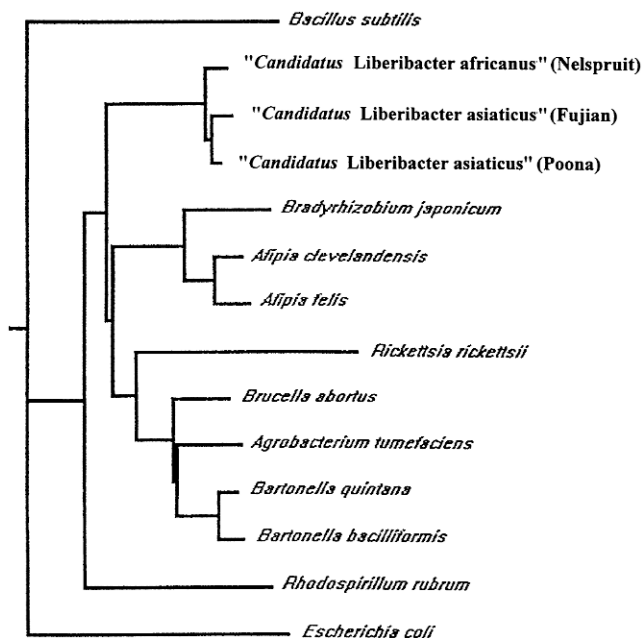 Bacillus subtilis
"Candidatus Liberibacter africanus" (Nelspruit)
"Candidatus Liberibacter asiaticus" (Fujian)
"Candidatus Liberibacter asiaticus" (Poona)
Bradyrhizobium japonicum
Afipia clevelandensis
Afipia felis
Rickettsia rickettsii
Brucella abortus
Agrobacterium tumefaciens
Bartonella quintana
Bartonella bacilliformis
Rhodospirillum rubrum
Escherichia coli